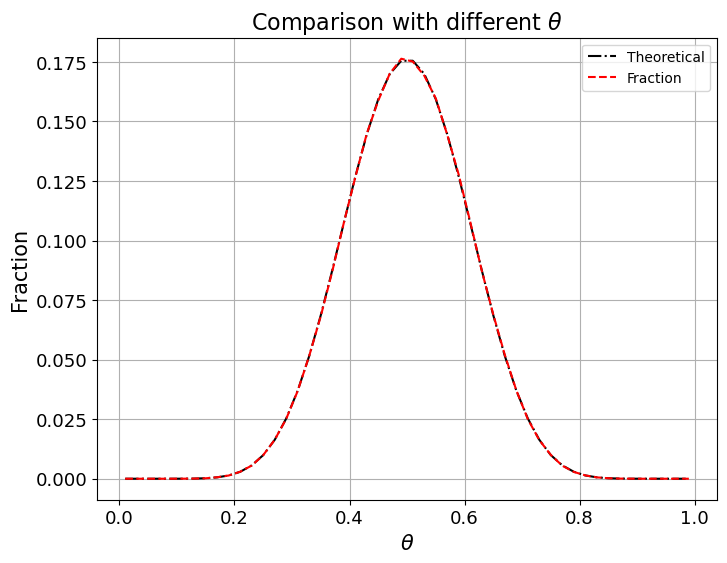 Comparison with different θ
Theoretical
Fraction
0.175
0.150
0.125
0.100
0.075
0.050
0.025
0.000
Fraction
0.0 0.2 0.4 0.6 0.8 1.0
θ